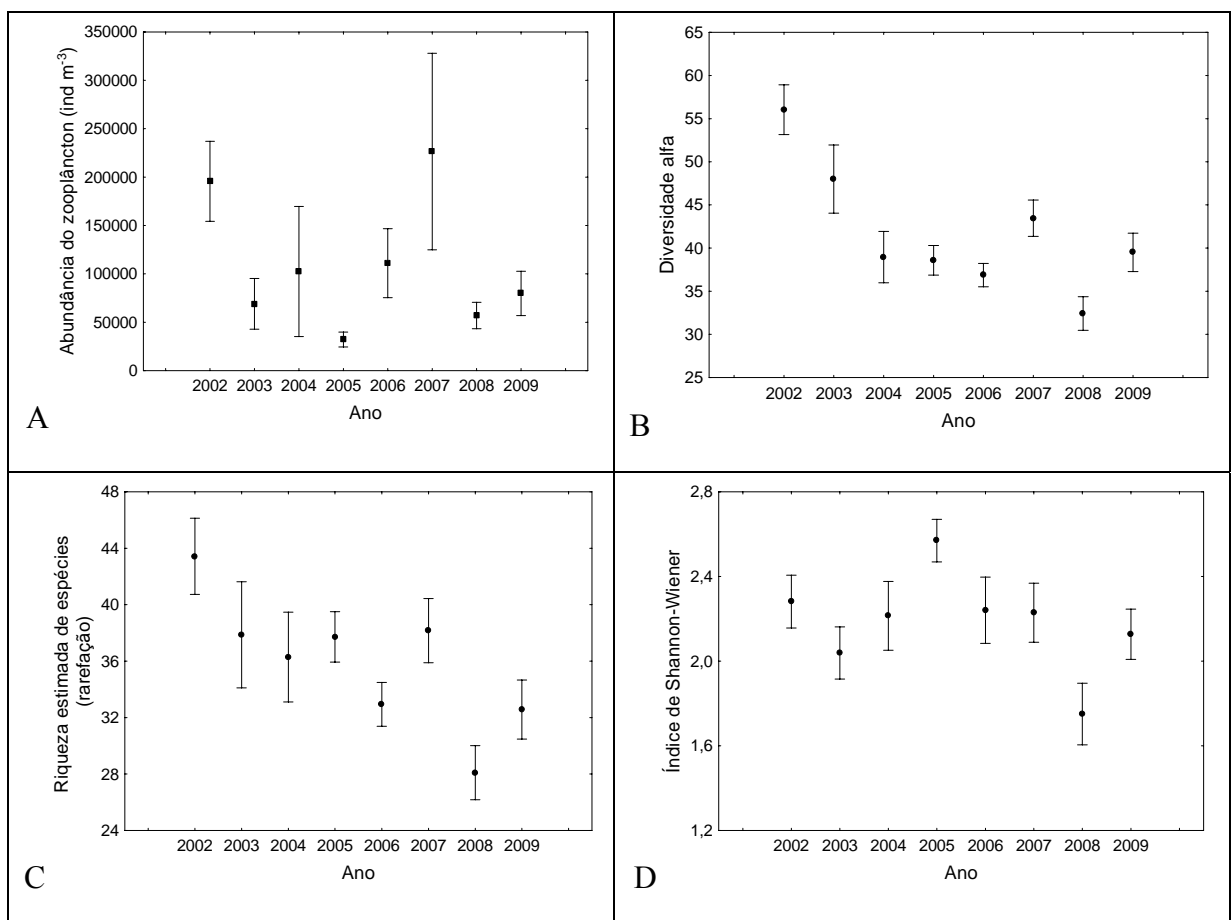 Abundância do zooplâncton (ind m⁻³)
350000
300000
250000
200000
150000
100000
50000
0
2002 2003 2004 2005 2006 2007 2008 2009
Ano
A
Diversidade alfa
65
60
55
50
45
40
35
30
25
2002 2003 2004 2005 2006 2007 2008 2009
Ano
B
Riqueza estimada de espécies
(rarefação)
48
44
40
36
32
28
24
2002 2003 2004 2005 2006 2007 2008 2009
Ano
C
Índice de Shannon-Wiener
2,8
2,4
2,0
1,6
1,2
2002 2003 2004 2005 2006 2007 2008 2009
Ano
D